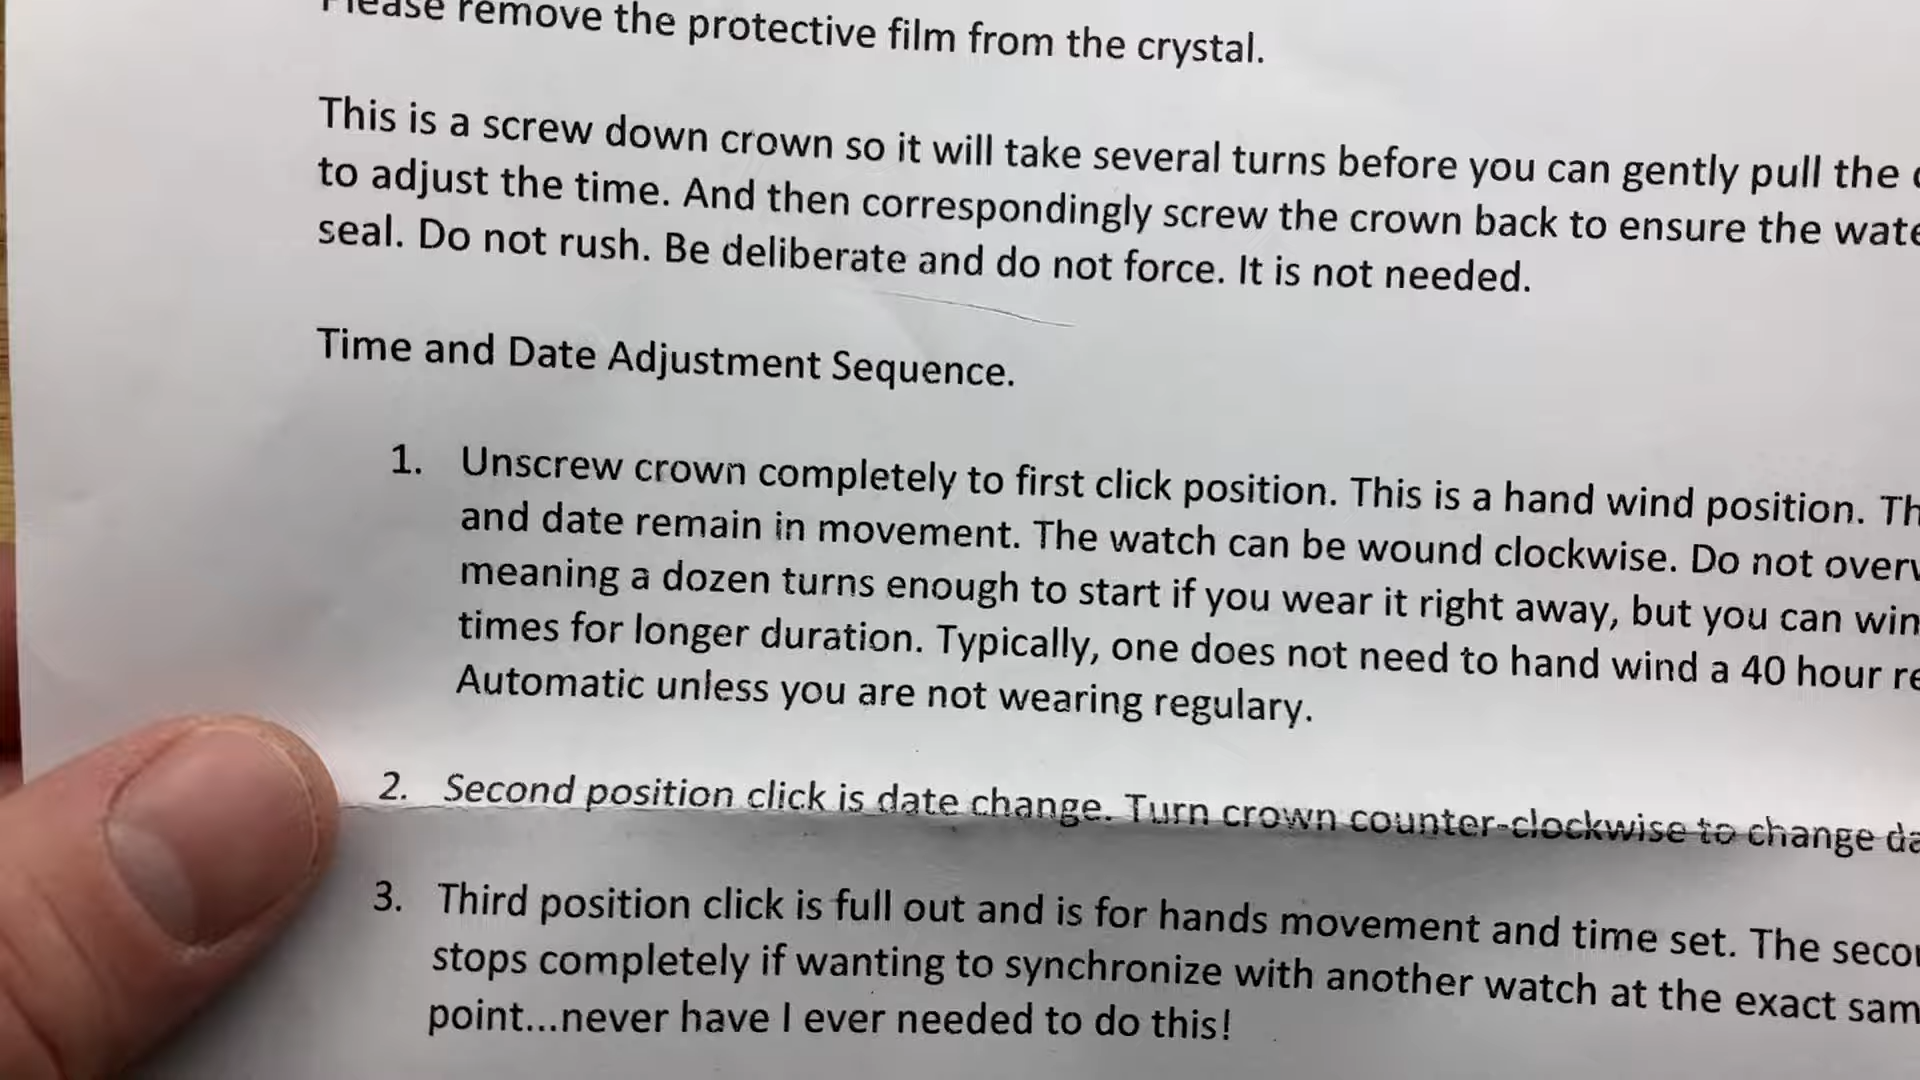 Please remove the protective film from the crystal.
This is a screw down crown so it will take several turns before you can gently pull the
to adjust the time. And then correspondingly screw the crown back to ensure the
seal. Do not rush. Be deliberate and do not force. It is not needed.
Time and Date Adjustment Sequence.
1. Unscrew crown completely to first click position. This is a hand wind position.
and date remain in movement. The watch can be wound clockwise. Do not
meaning a dozen turns enough to start if you wear it right away, but you can
times for longer duration. Typically, one does not need to hand wind a 40 hour
Automatic unless you are not wearing regulary.
2. Second position click is date change. Turn crown counter-clockwise to change
3. Third position click is full out and is for hands movement and time set. The
stops completely if wanting to synchronize with another watch at the exact
point...never have I ever needed to do this!